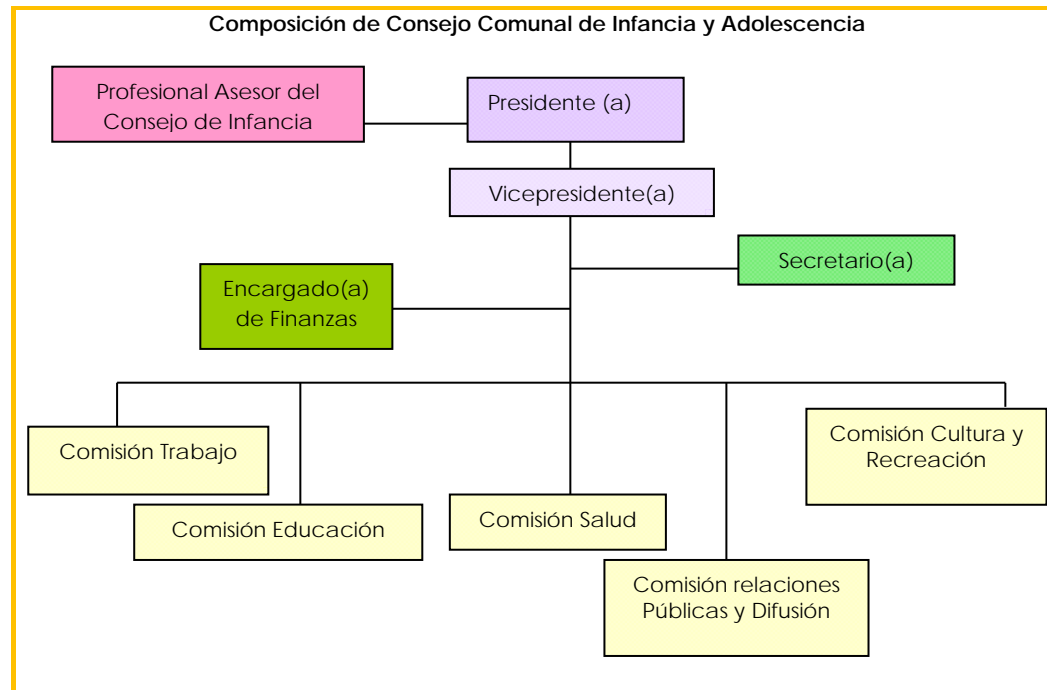 Composición de Consejo Comunal de Infancia y Adolescencia
Profesional Asesor del
Consejo de Infancia
Presidente (a)
Vicepresidente(a)
Secretario(a)
Encargado(a)
de Finanzas
Comisión Trabajo
Comisión Educación
Comisión Salud
Comisión relaciones
Públicas y Difusión
Comisión Cultura y
Recreación